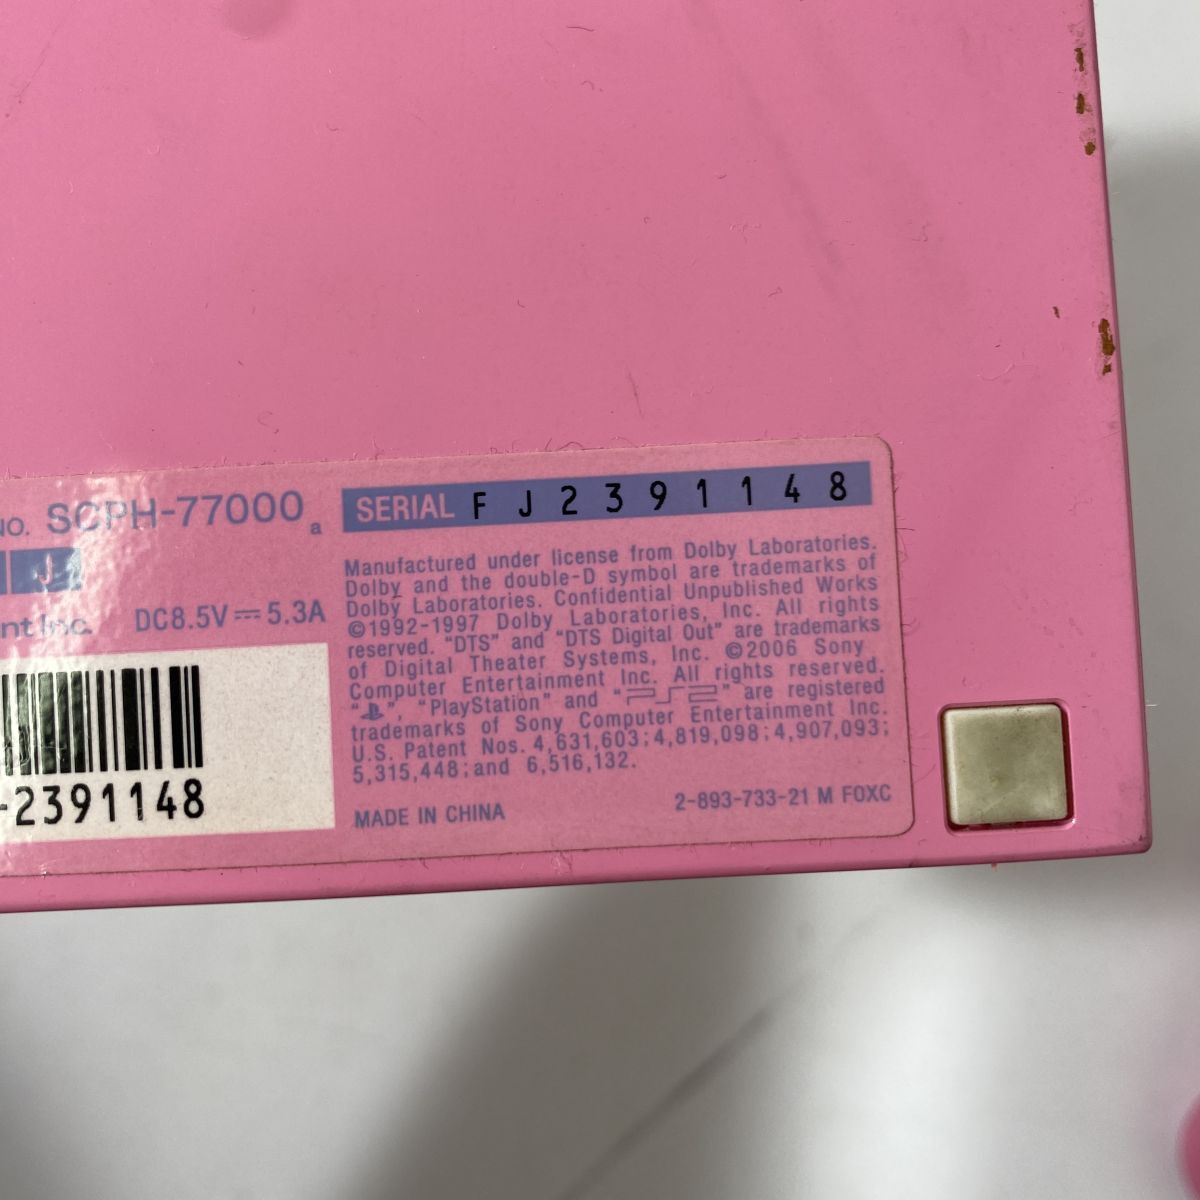 NO. SCPH-77000 a
SERIAL F J 2 3 9 1 1 4 8
J
nt Inc. DC8.5V⎓5.3A
-2391148
Manufactured under license from Dolby Laboratories.
Dolby and the double-D symbol are trademarks of
Dolby Laboratories. Confidential Unpublished Works
©1992-1997 Dolby Laboratories, Inc. All rights
reserved. "DTS" and "DTS Digital Out" are trademarks
of Digital Theater Systems, Inc. ©2006 Sony
Computer Entertainment Inc. All rights reserved.
" ", "PlayStation" and "PS2" are registered
trademarks of Sony Computer Entertainment Inc.
U.S. Patent Nos. 4,631,603; 4,819,098; 4,907,093;
5,315,448; and 6,516,132.
MADE IN CHINA
2-893-733-21 M FOXC